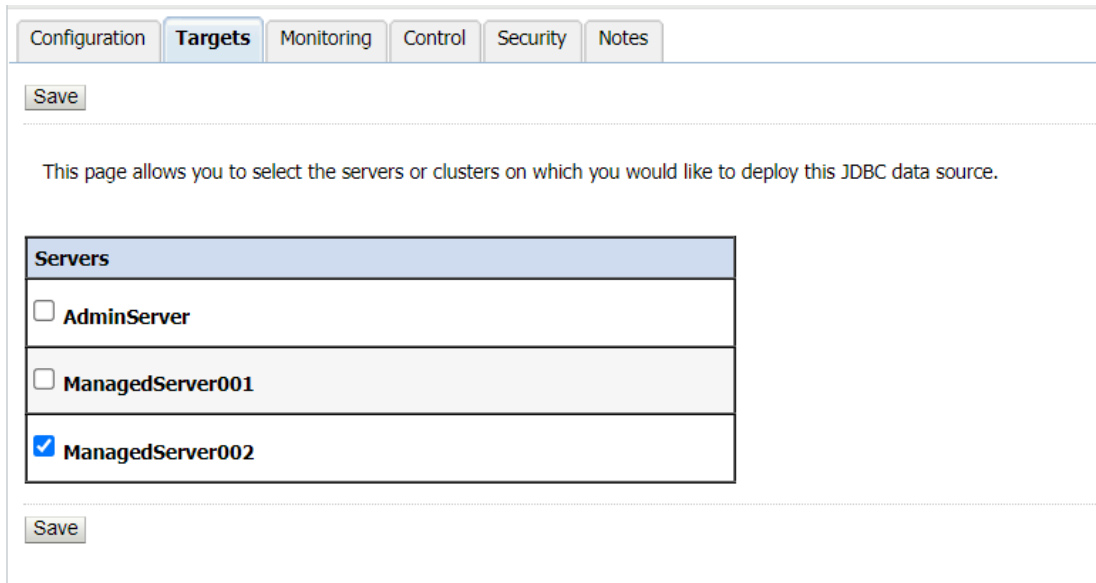 Configuration Targets Monitoring Control Security Notes
Save
This page allows you to select the servers or clusters on which you would like to deploy this JDBC data source.
Servers
AdminServer
ManagedServer001
ManagedServer002
Save